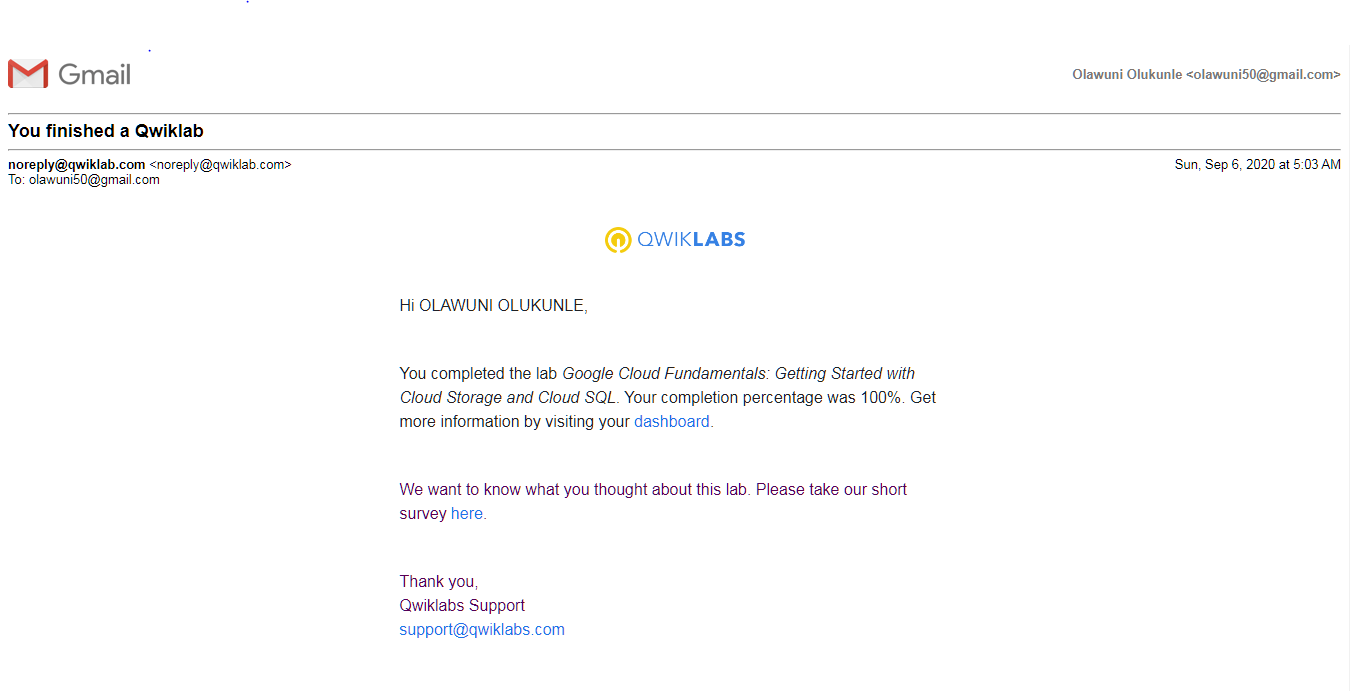 Gmail
Olawuni Olukunle <olawuni50@gmail.com>
You finished a Qwiklab
noreply@qwiklab.com <noreply@qwiklab.com>
Sun, Sep 6, 2020 at 5:03 AM
To: olawuni50@gmail.com
QWIKLABS
Hi OLAWUNI OLUKUNLE,
You completed the lab Google Cloud Fundamentals: Getting Started with
Cloud Storage and Cloud SQL. Your completion percentage was 100%. Get
more information by visiting your dashboard.
We want to know what you thought about this lab. Please take our short
survey here.
Thank you,
Qwiklabs Support
support@qwiklabs.com